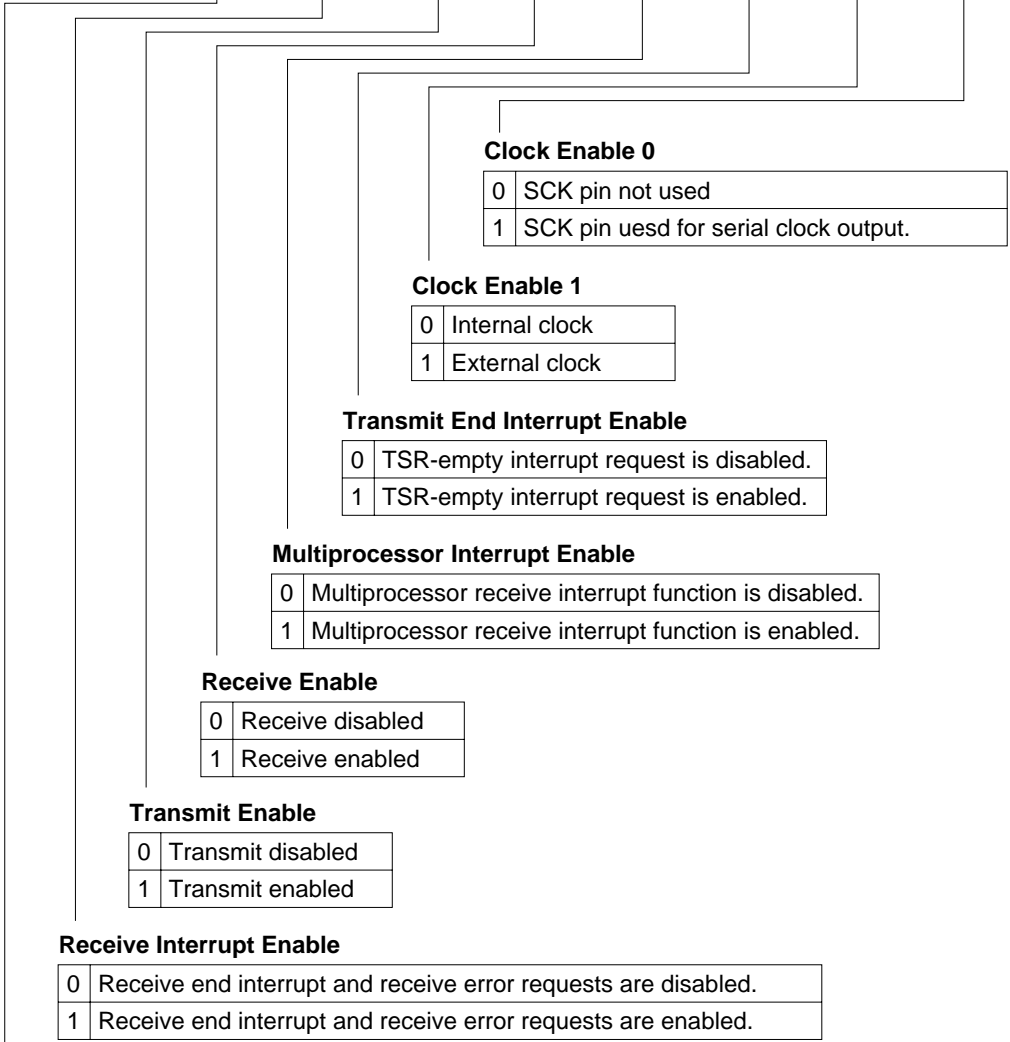 Clock Enable 0
0 SCK pin not used
1 SCK pin uesd for serial clock output.
Clock Enable 1
0 Internal clock
1 External clock
Transmit End Interrupt Enable
0 TSR-empty interrupt request is disabled.
1 TSR-empty interrupt request is enabled.
Multiprocessor Interrupt Enable
0 Multiprocessor receive interrupt function is disabled.
1 Multiprocessor receive interrupt function is enabled.
Receive Enable
0 Receive disabled
1 Receive enabled
Transmit Enable
0 Transmit disabled
1 Transmit enabled
Receive Interrupt Enable
0 Receive end interrupt and receive error requests are disabled.
1 Receive end interrupt and receive error requests are enabled.